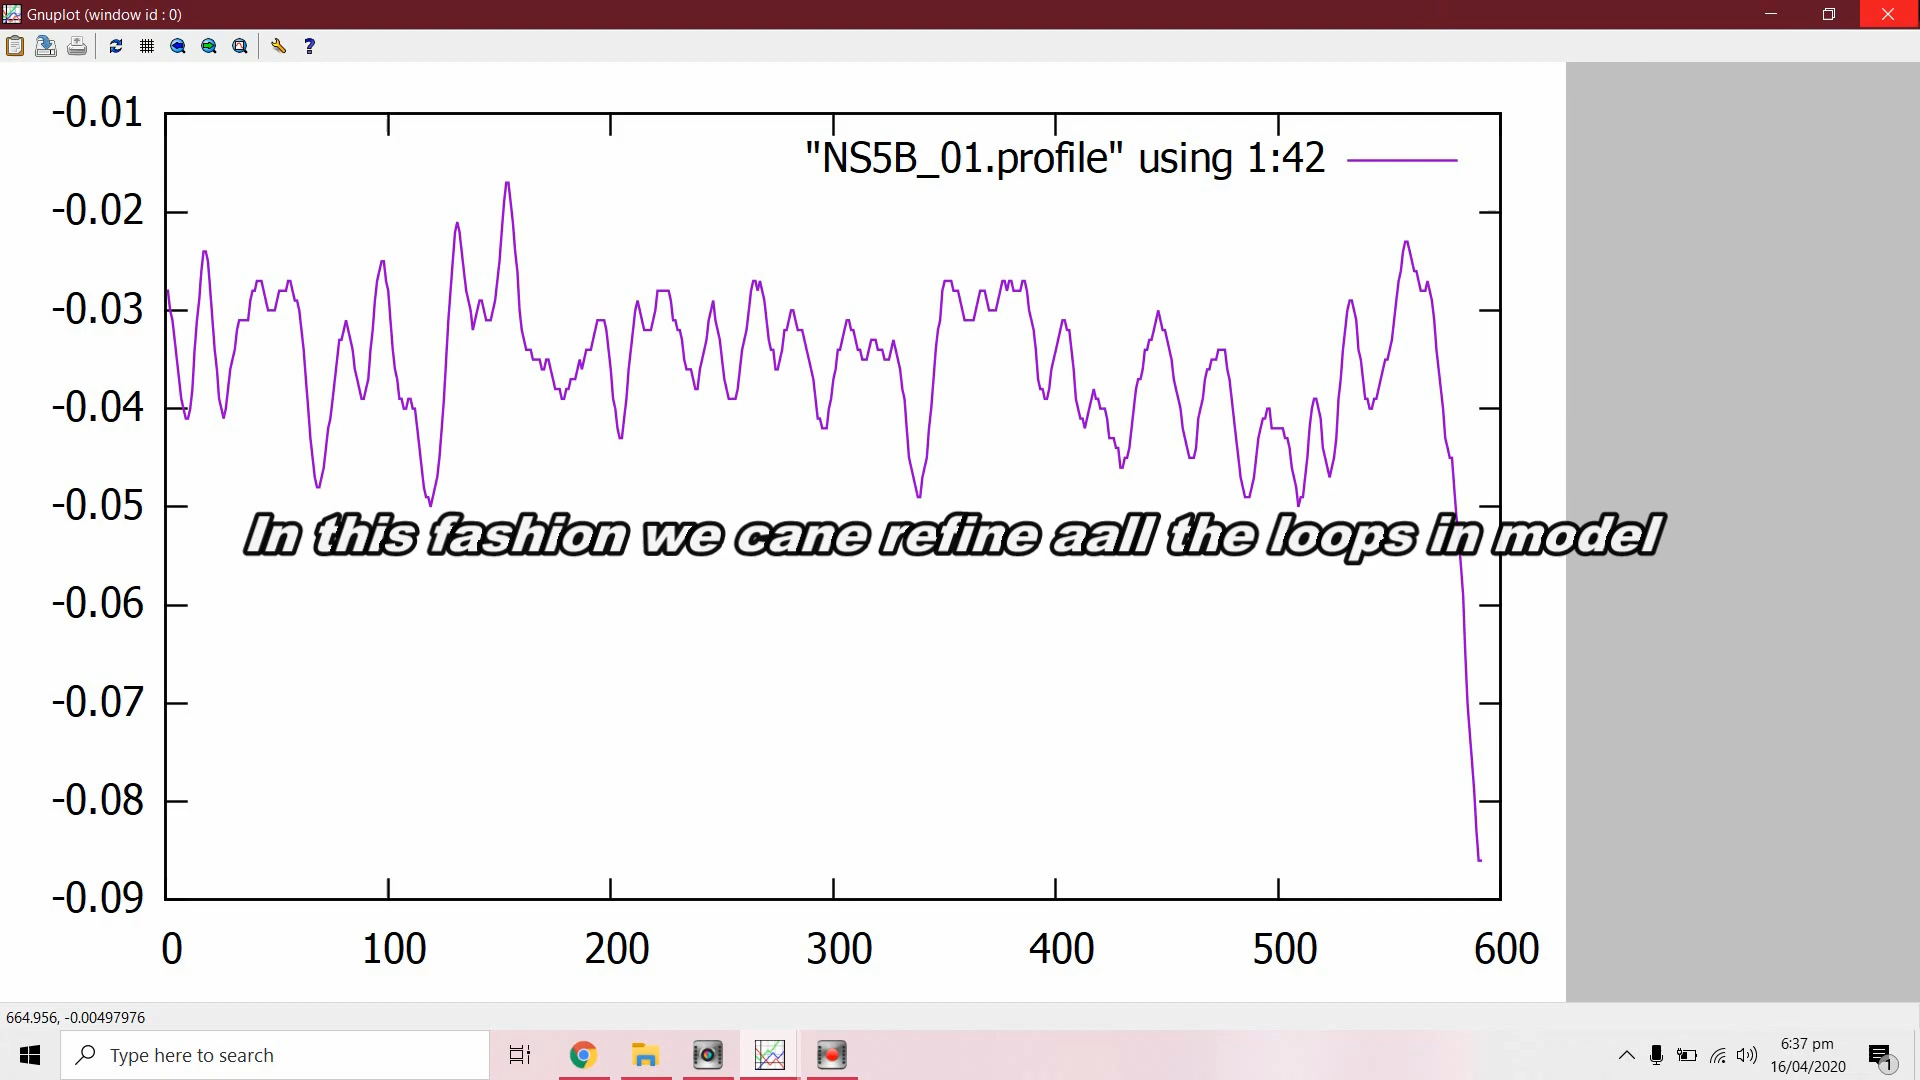 Gnuplot (window id : 0)
-0.01
"NS5B_01.profile" using 1:42
-0.02
-0.03
-0.04
-0.05
In this fashion we cane refine aall the loops in model
-0.06
-0.07
-0.08
-0.09
0 100 200 300 400 500 600
664.956, -0.00497976
Type here to search
6:37 pm
16/04/2020
1